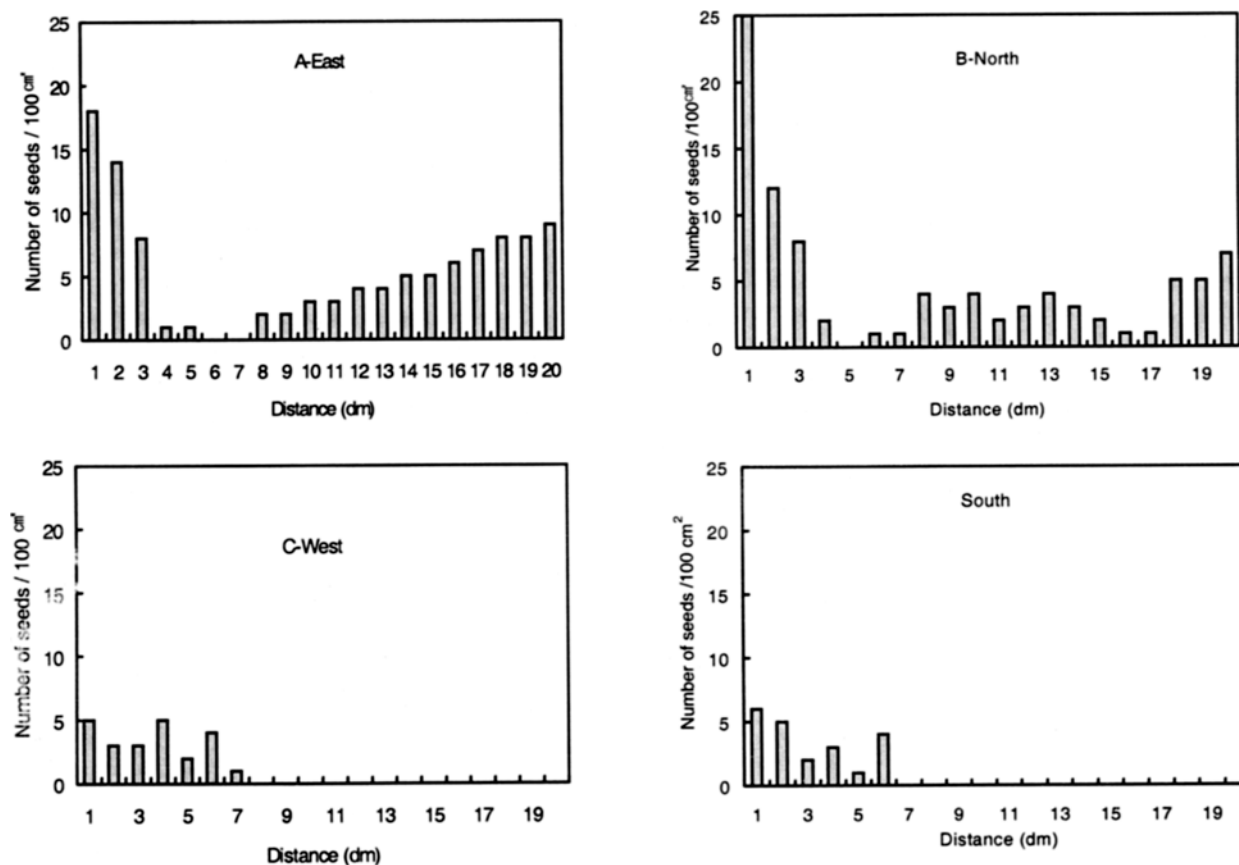 A-East
Number of seeds / 100㎠
25
20
15
10
5
0
1 2 3 4 5 6 7 8 9 10 11 12 13 14 15 16 17 18 19 20
Distance (dm)
B-North
Number of seeds /100㎠
25
20
15
10
5
0
1 3 5 7 9 11 13 15 17 19
Distance (dm)
C-West
Number of seeds / 100 ㎠
25
20
15
10
5
0
1 3 5 7 9 11 13 15 17 19
Distance (dm)
South
Number of seeds /100 cm²
25
20
15
10
5
0
1 3 5 7 9 11 13 15 17 19
Distance (dm)